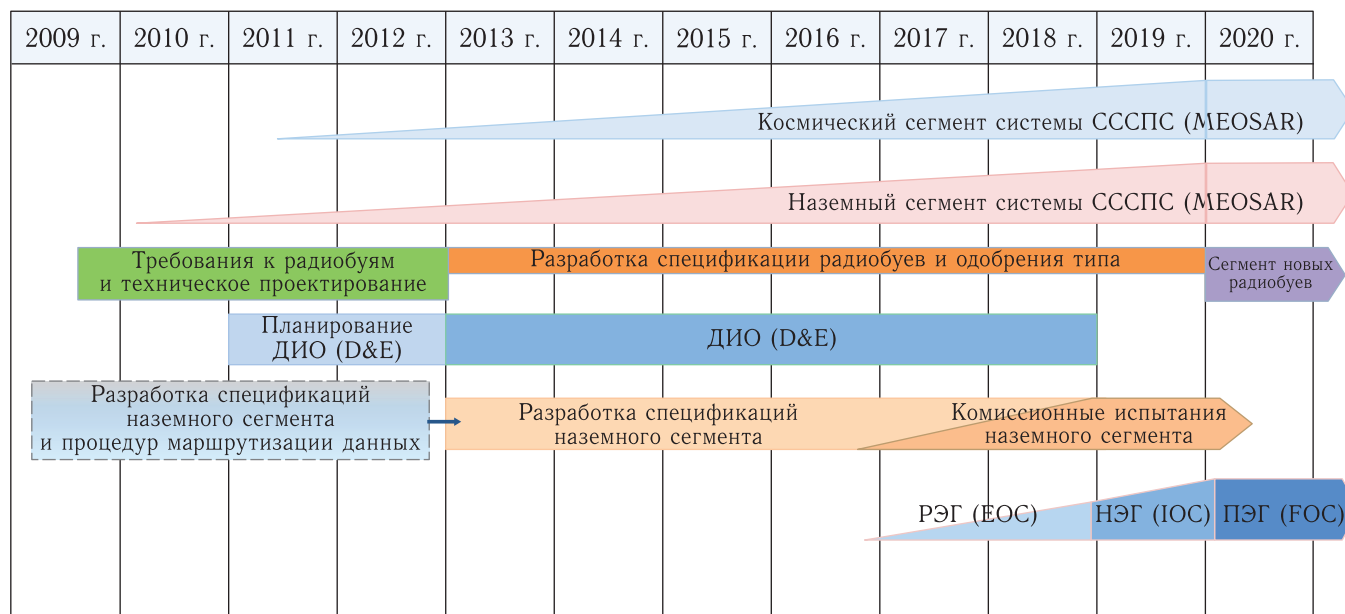 2009 г. 2010 г. 2011 г. 2012 г. 2013 г. 2014 г. 2015 г. 2016 г. 2017 г. 2018 г. 2019 г. 2020 г.
Космический сегмент системы СССПС (MEOSAR)
Наземный сегмент системы СССПС (MEOSAR)
Требования к радиобуям
и техническое проектирование
Разработка спецификации радиобуев и одобрения типа
Сегмент новых
радиобуев
Планирование
ДИО (D&E)
ДИО (D&E)
Разработка спецификаций
наземного сегмента
и процедур маршрутизации данных
Разработка спецификаций
наземного сегмента
Комиссионные испытания
наземного сегмента
РЭГ (EOC)
НЭГ (IOC)
ПЭГ (FOC)